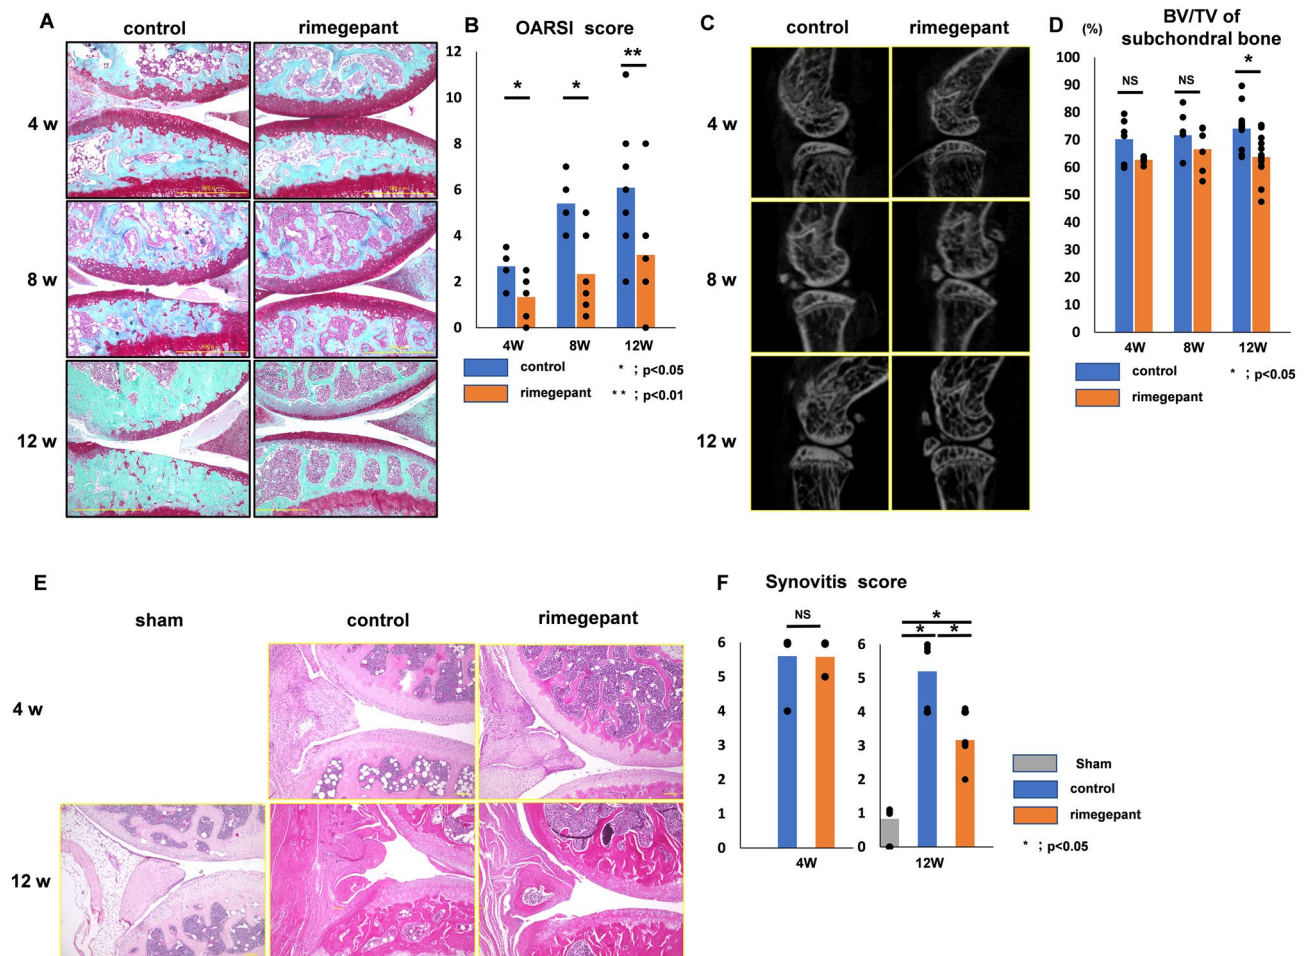 A
control
rimegepant
4 w
8 w
12 w
B
OARSI score
12
10
8
6
4
2
0
*
*
**
4W
8W
12W
control
rimegepant
* ; p<0.05
** ; p<0.01
C
control
rimegepant
4 w
8 w
12 w
D
(%)
BV/TV of
subchondral bone
100
90
80
70
60
50
40
30
20
10
0
NS
NS
*
4W
8W
12W
control
rimegepant
* ; p<0.05
E
sham
control
rimegepant
4 w
12 w
F
Synovitis score
6
5
4
3
2
1
0
NS
4W
6
5
4
3
2
1
0
*
*
*
12W
Sham
control
rimegepant
* ; p<0.05